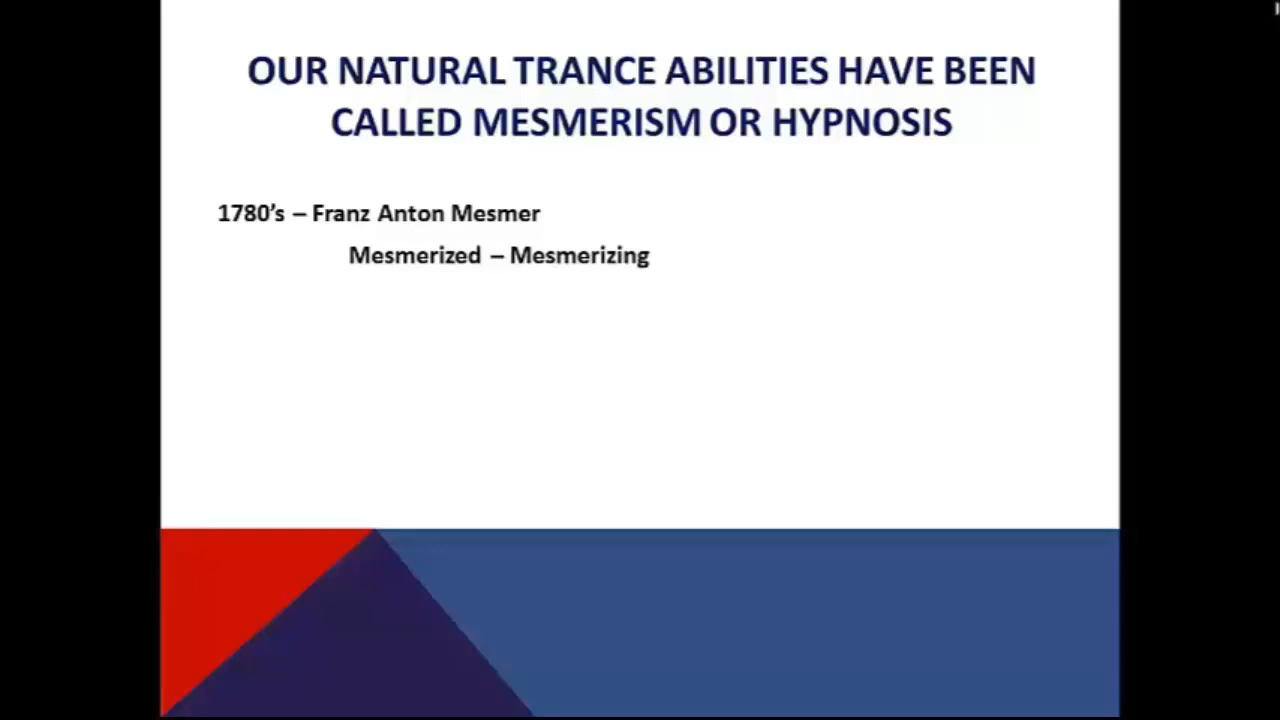 OUR NATURAL TRANCE ABILITIES HAVE BEEN
CALLED MESMERISM OR HYPNOSIS
1780's – Franz Anton Mesmer
Mesmerized – Mesmerizing